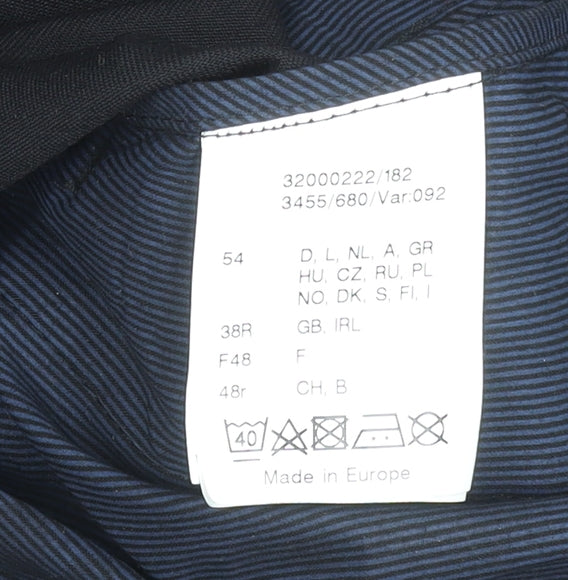 32000222/182
3455/680/Var:092
54 D, L, NL, A, GR
HU, CZ, RU, PL
NO, DK, S, FI, I
38R GB, IRL
F48 F
48r CH, B
40
Made in Europe